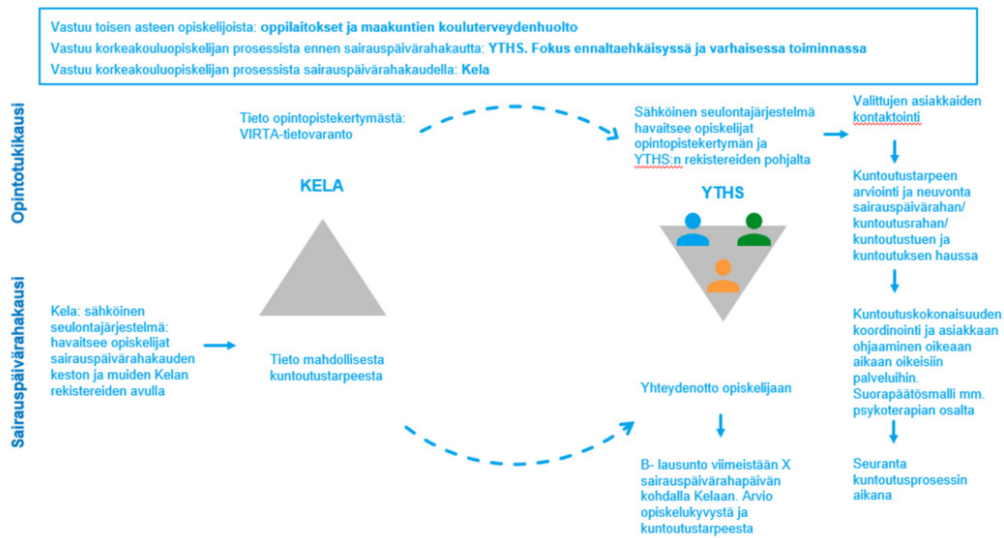 Vastuu toisen asteen opiskelijoista: oppilaitokset ja maakuntien kouluterveydenhuolto
Vastuu korkeakouluopiskelijan prosessista ennen sairauspäivärahakautta: YTHS. Fokus ennaltaehkäisyssä ja varhaisessa toiminnassa
Vastuu korkeakouluopiskelijan prosessista sairauspäivärahakaudella: Kela
Opintotukikausi
Tieto opintopistekertymästä:
VIRTA-tietovaranto
KELA
Sähköinen seulontajärjestelmä
havaitsee opiskelijat
opintopistekertymän ja
YTHS:n rekistereiden pohjalta
YTHS
Valittujen asiakkaiden
kontaktointi
Kuntoutustarpeen
arviointi ja neuvonta
sairauspäivärahan/
kuntoutusrahan/
kuntoutustuen ja
kuntoutuksen haussa
Sairauspäivärahakausi
Kela: sähköinen
seulontajärjestelmä:
havaitsee opiskelijat
sairauspäivärahakauden
keston ja muiden Kelan
rekistereiden avulla
Tieto mahdollisesta
kuntoutustarpeesta
Yhteydenotto opiskelijaan
B- lausunto viimeistään X
sairauspäivärahapäivän
kohdalla Kelaan. Arvio
opiskelukyvystä ja
kuntoutustarpeesta
Kuntoutuskokonaisuuden
koordinointi ja asiakkaan
ohjaaminen oikeaan
aikaan oikeisiin
palveluihin.
Suorapäätösmalli mm.
psykoterapian osalta
Seuranta
kuntoutusprosessin
aikana